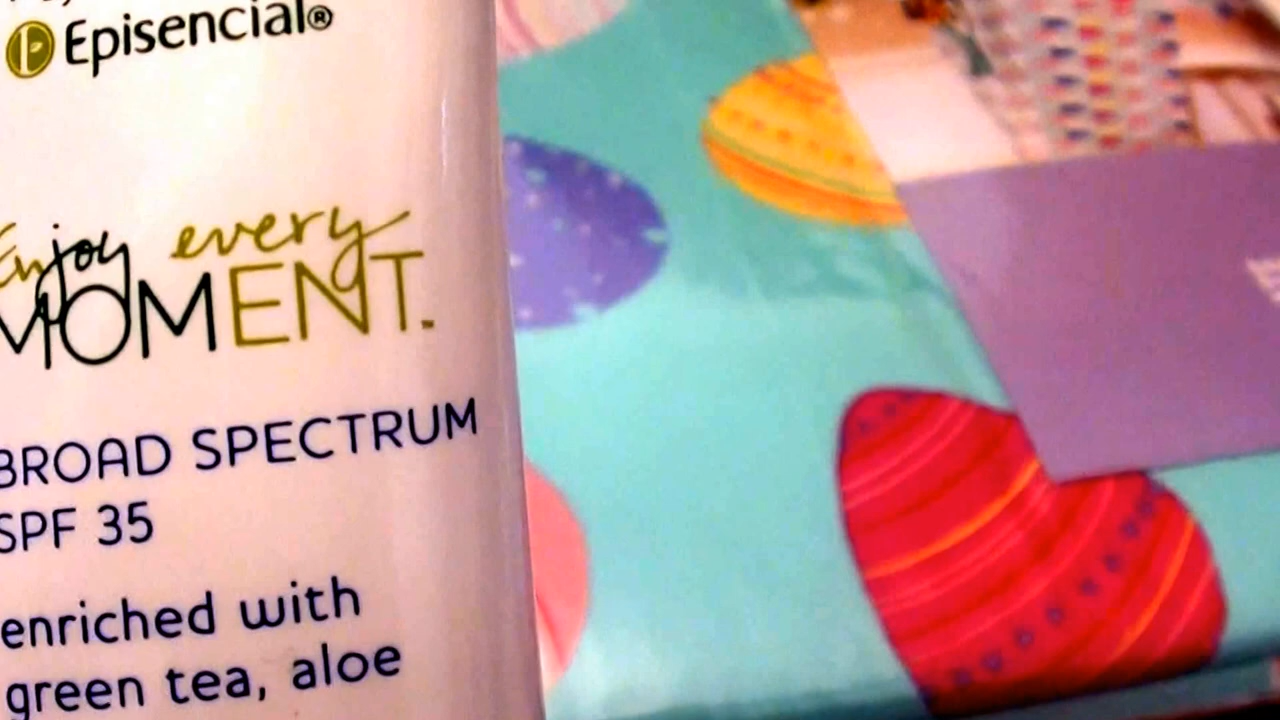 Episencial®
Enjoy every
MOMENT.
BROAD SPECTRUM
SPF 35
enriched with
green tea, aloe